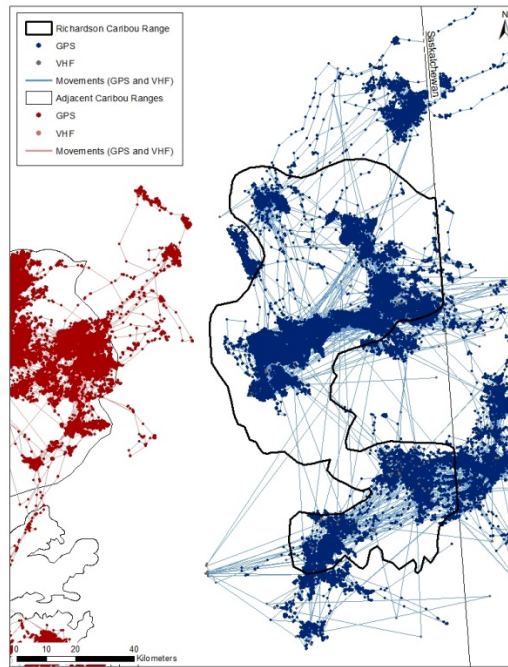 Richardson Caribou Range
GPS
VHF
Movements (GPS and VHF)
Adjacent Caribou Ranges
GPS
VHF
Movements (GPS and VHF)
N
Saskatchewan
0 20 40
Kilometers